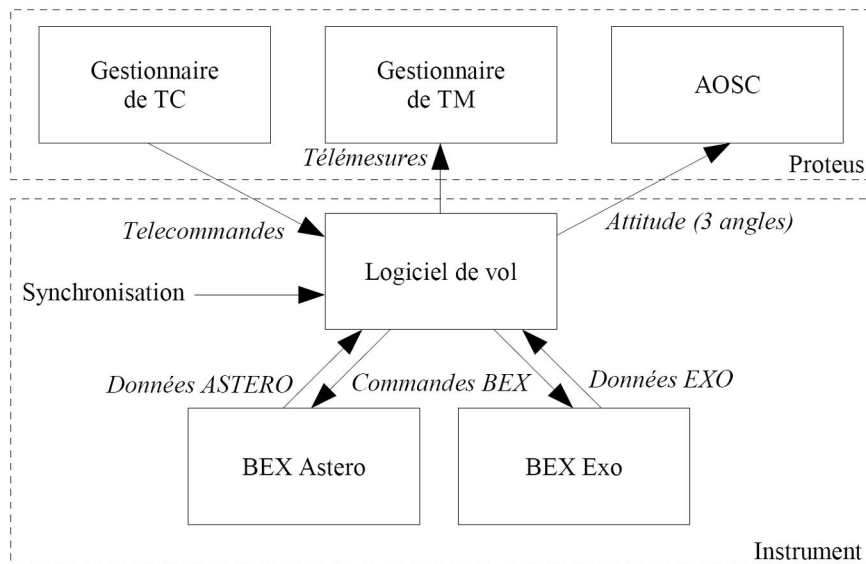 Gestionnaire
de TC
Gestionnaire
de TM
AOSC
Télémesures
Proteus
Telecommandes
Attitude (3 angles)
Synchronisation
Logiciel de vol
Données ASTERO
Commandes BEX
Données EXO
BEX Astero
BEX Exo
Instrument